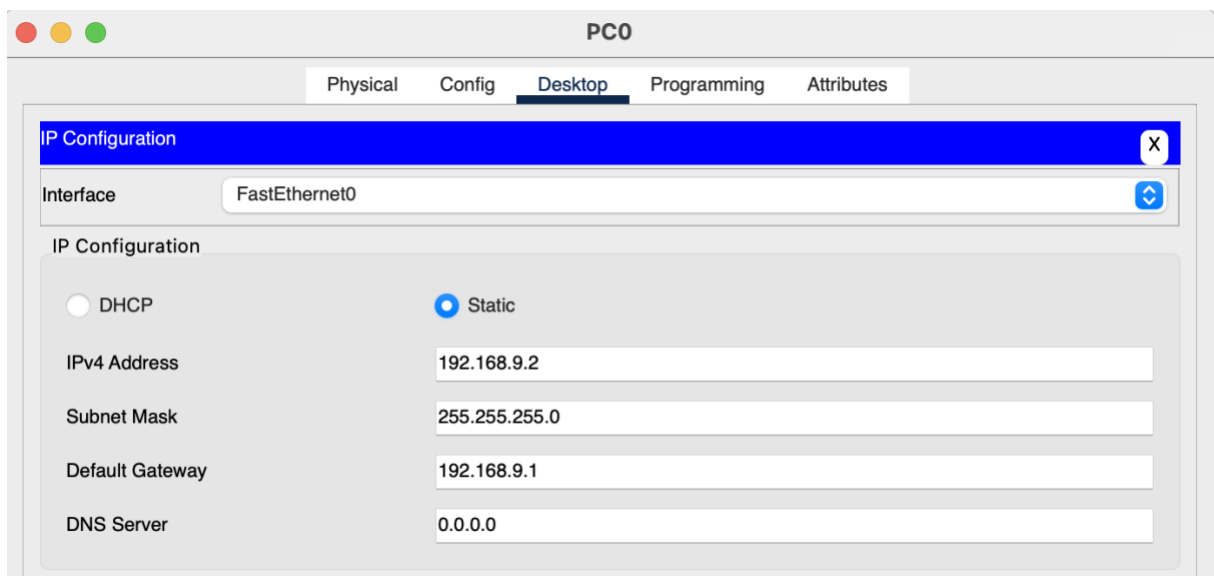 PC0
Physical Config Desktop Programming Attributes
IP Configuration X
Interface FastEthernet0
IP Configuration
DHCP Static
IPv4 Address 192.168.9.2
Subnet Mask 255.255.255.0
Default Gateway 192.168.9.1
DNS Server 0.0.0.0